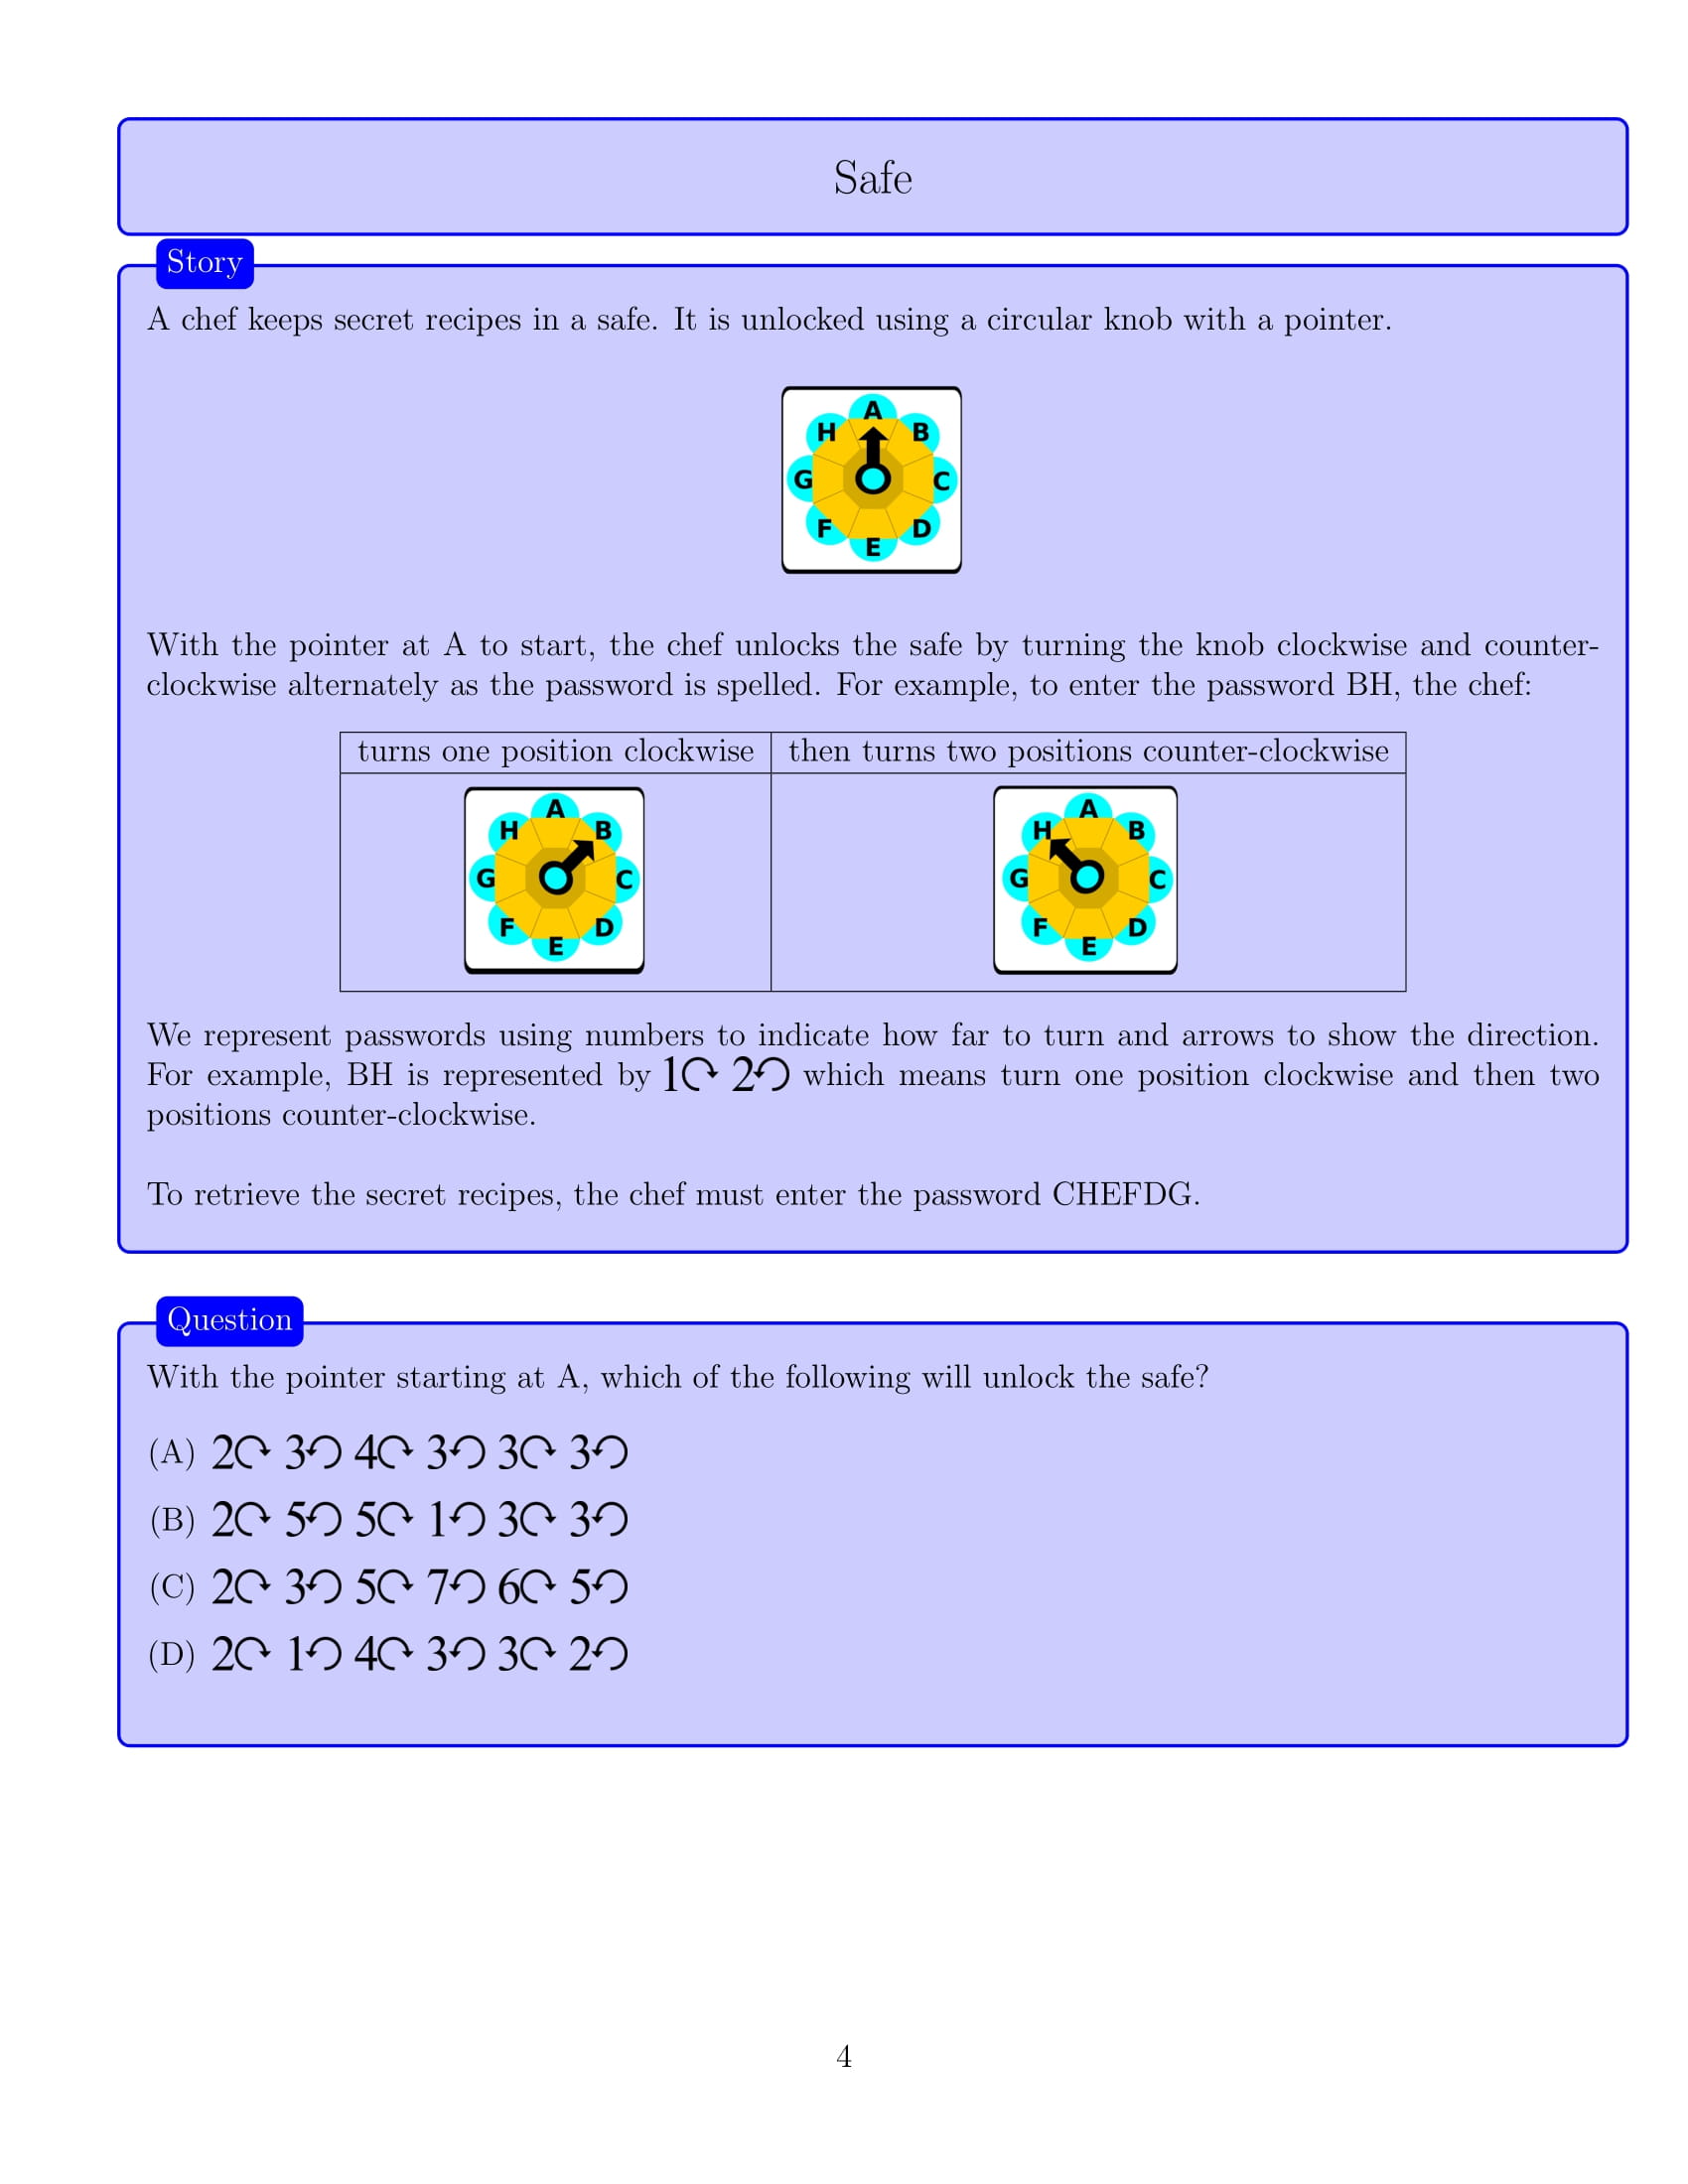 Safe
Story
A chef keeps secret recipes in a safe. It is unlocked using a circular knob with a pointer.
A
H B
G C
F D
E
With the pointer at A to start, the chef unlocks the safe by turning the knob clockwise and counter-
clockwise alternately as the password is spelled. For example, to enter the password BH, the chef:
turns one position clockwise then turns two positions counter-clockwise
A A
H B H B
G C G C
F D F D
E E
We represent passwords using numbers to indicate how far to turn and arrows to show the direction.
For example, BH is represented by 1↻ 2↺ which means turn one position clockwise and then two
positions counter-clockwise.
To retrieve the secret recipes, the chef must enter the password CHEFDG.
Question
With the pointer starting at A, which of the following will unlock the safe?
(A) 2↻ 3↺ 4↻ 3↺ 3↻ 3↺
(B) 2↻ 5↺ 5↻ 1↺ 3↻ 3↺
(C) 2↻ 3↺ 5↻ 7↺ 6↻ 5↺
(D) 2↻ 1↺ 4↻ 3↺ 3↻ 2↺
4